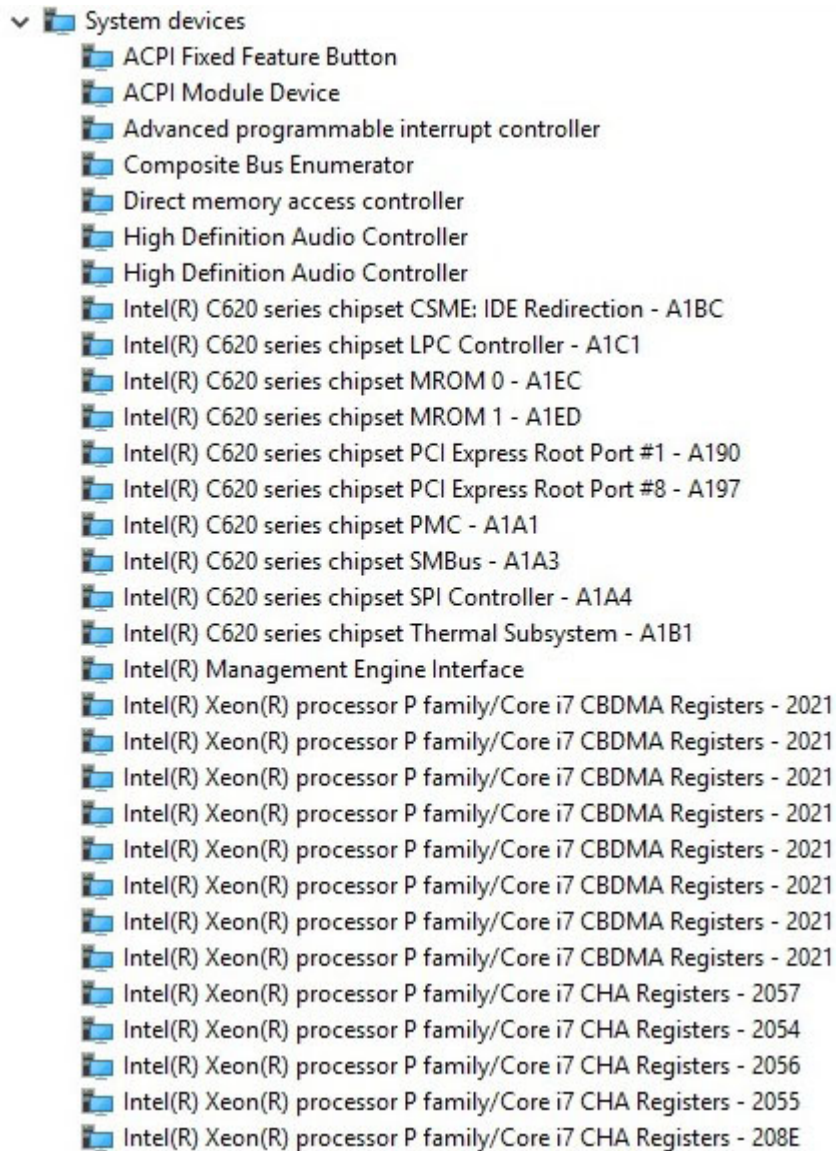 System devices
ACPI Fixed Feature Button
ACPI Module Device
Advanced programmable interrupt controller
Composite Bus Enumerator
Direct memory access controller
High Definition Audio Controller
High Definition Audio Controller
Intel(R) C620 series chipset CSME: IDE Redirection - A1BC
Intel(R) C620 series chipset LPC Controller - A1C1
Intel(R) C620 series chipset MROM 0 - A1EC
Intel(R) C620 series chipset MROM 1 - A1ED
Intel(R) C620 series chipset PCI Express Root Port #1 - A190
Intel(R) C620 series chipset PCI Express Root Port #8 - A197
Intel(R) C620 series chipset PMC - A1A1
Intel(R) C620 series chipset SMBus - A1A3
Intel(R) C620 series chipset SPI Controller - A1A4
Intel(R) C620 series chipset Thermal Subsystem - A1B1
Intel(R) Management Engine Interface
Intel(R) Xeon(R) processor P family/Core i7 CBDMA Registers - 2021
Intel(R) Xeon(R) processor P family/Core i7 CBDMA Registers - 2021
Intel(R) Xeon(R) processor P family/Core i7 CBDMA Registers - 2021
Intel(R) Xeon(R) processor P family/Core i7 CBDMA Registers - 2021
Intel(R) Xeon(R) processor P family/Core i7 CBDMA Registers - 2021
Intel(R) Xeon(R) processor P family/Core i7 CBDMA Registers - 2021
Intel(R) Xeon(R) processor P family/Core i7 CBDMA Registers - 2021
Intel(R) Xeon(R) processor P family/Core i7 CBDMA Registers - 2021
Intel(R) Xeon(R) processor P family/Core i7 CHA Registers - 2057
Intel(R) Xeon(R) processor P family/Core i7 CHA Registers - 2054
Intel(R) Xeon(R) processor P family/Core i7 CHA Registers - 2056
Intel(R) Xeon(R) processor P family/Core i7 CHA Registers - 2055
Intel(R) Xeon(R) processor P family/Core i7 CHA Registers - 208E